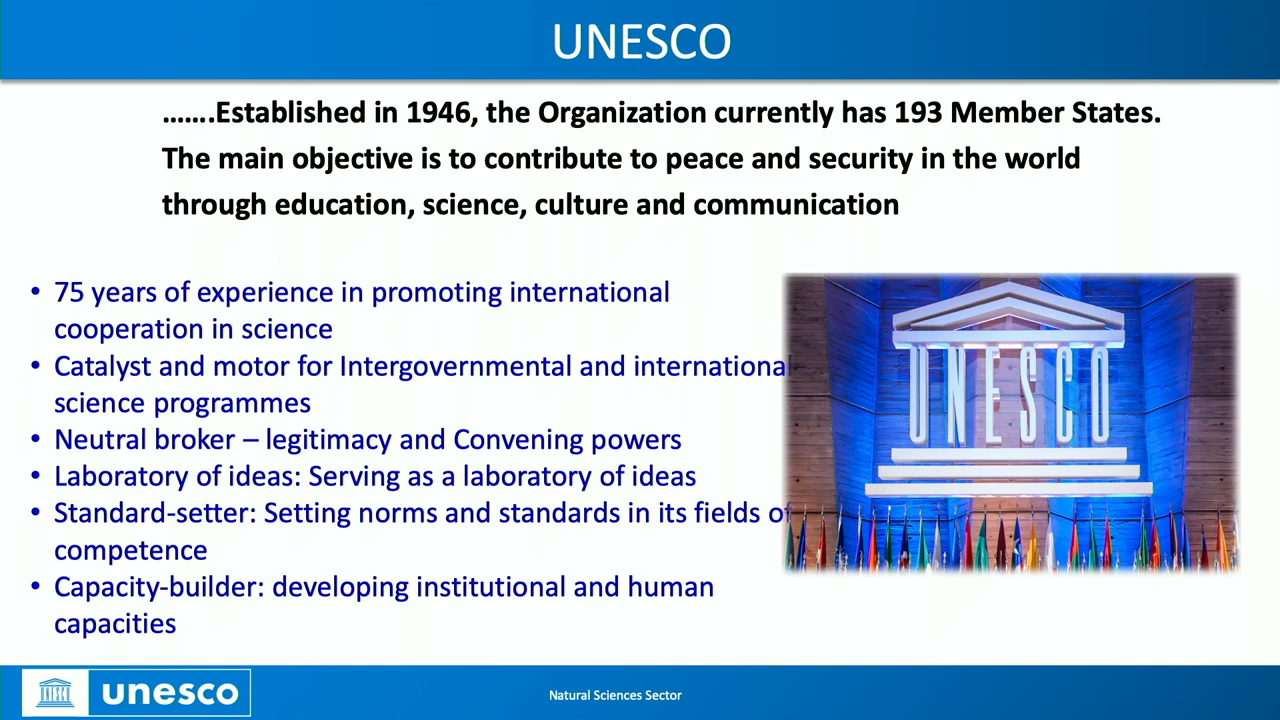 UNESCO
…….Established in 1946, the Organization currently has 193 Member States.
The main objective is to contribute to peace and security in the world
through education, science, culture and communication
• 75 years of experience in promoting international
cooperation in science
• Catalyst and motor for Intergovernmental and international
science programmes
• Neutral broker – legitimacy and Convening powers
• Laboratory of ideas: Serving as a laboratory of ideas
• Standard-setter: Setting norms and standards in its fields of
competence
• Capacity-builder: developing institutional and human
capacities
UNESCO
unesco
Natural Sciences Sector